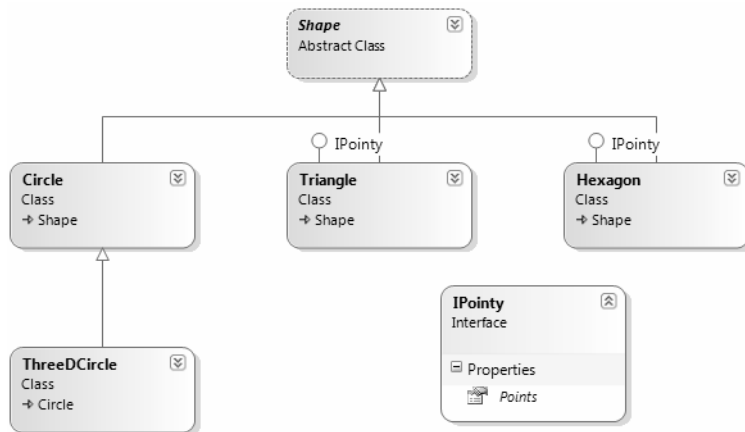 Shape
Abstract Class
IPointy
IPointy
Circle
Class
Shape
Triangle
Class
Shape
Hexagon
Class
Shape
IPointy
Interface
Properties
Points
ThreeDCircle
Class
Circle